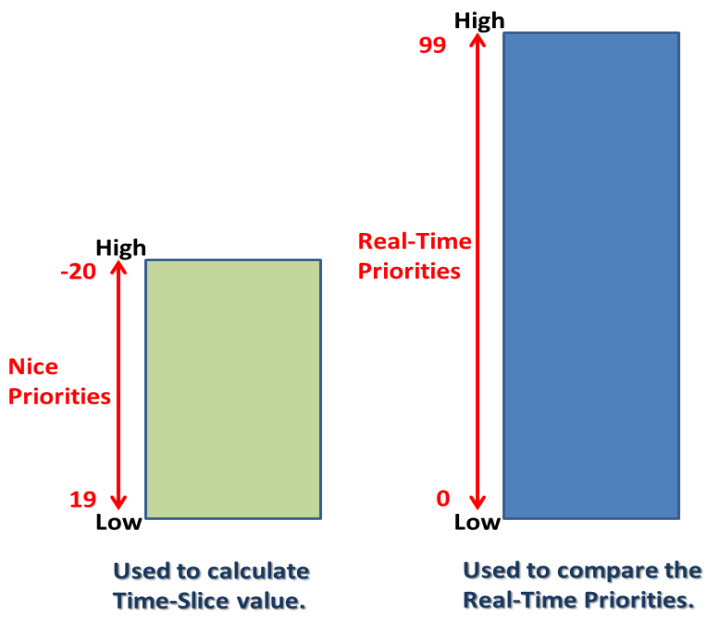 High
-20
Nice
Priorities
19
Low
Used to calculate
Time-Slice value.
High
99
Real-Time
Priorities
0
Low
Used to compare the
Real-Time Priorities.